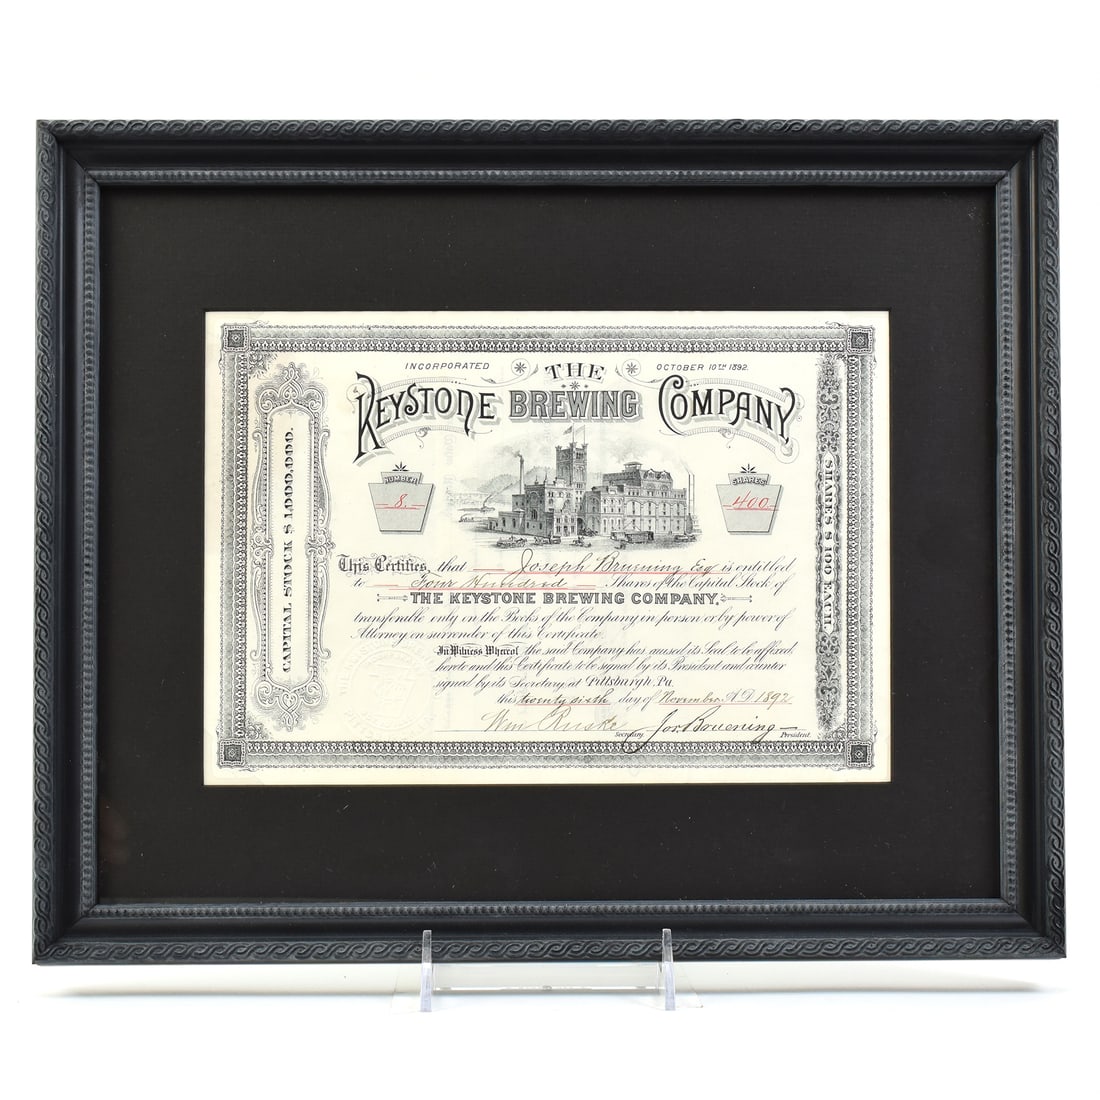 INCORPORATED THE OCTOBER 10TH 1892.
KEYSTONE BREWING COMPANY
NUMBER
8.
SHARES
400
CAPITAL STOCK $ 1,000,000.
SHARES $ 100 EACH.
This Certifies, that Joseph Bruening Esq is entitled
to Four Hundred Shares of the Capital Stock of
THE KEYSTONE BREWING COMPANY,
transferable only on the Books of the Company in person or by power of
Attorney on surrender of this Certificate.
In Witness Whereof, the said Company has caused its Seal to be affixed
hereto and this Certificate to be signed by its President and counter
signed by its Secretary, at Pittsburgh, Pa.
this twenty sixth day of November A.D. 1892
Wm Ruske Jos. Bruening
Secretary President.